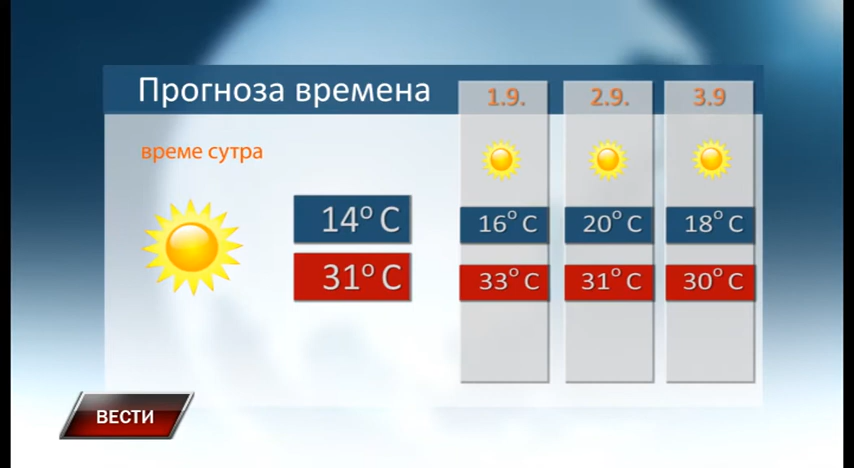 Прогноза времена
1.9.
2.9.
3.9
време сутра
14° C
31° C
16° C
20° C
18° C
33° C
31° C
30° C
ВЕСТИ